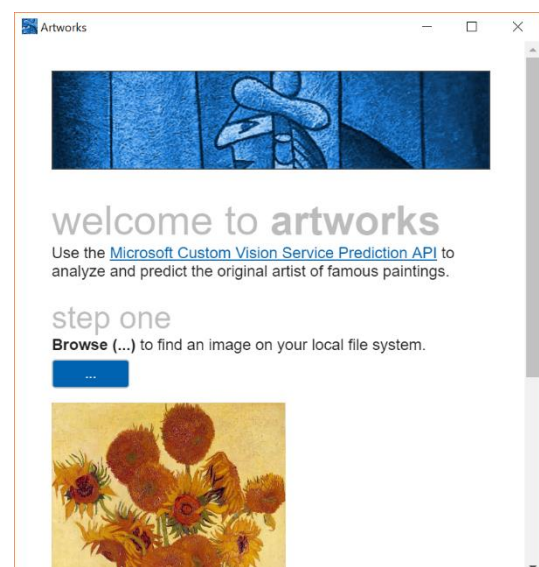 Artworks
welcome to artworks
Use the Microsoft Custom Vision Service Prediction API to
analyze and predict the original artist of famous paintings.
step one
Browse (...) to find an image on your local file system.
...